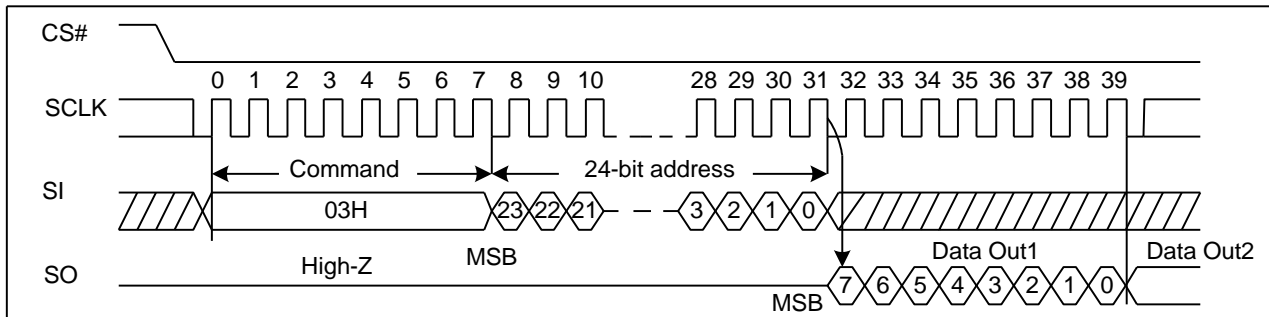 CS#
0 1 2 3 4 5 6 7 8 9 10 28 29 30 31 32 33 34 35 36 37 38 39
SCLK
Command 24-bit address
SI
03H 23 22 21 3 2 1 0
High-Z MSB Data Out1 Data Out2
SO
MSB 7 6 5 4 3 2 1 0